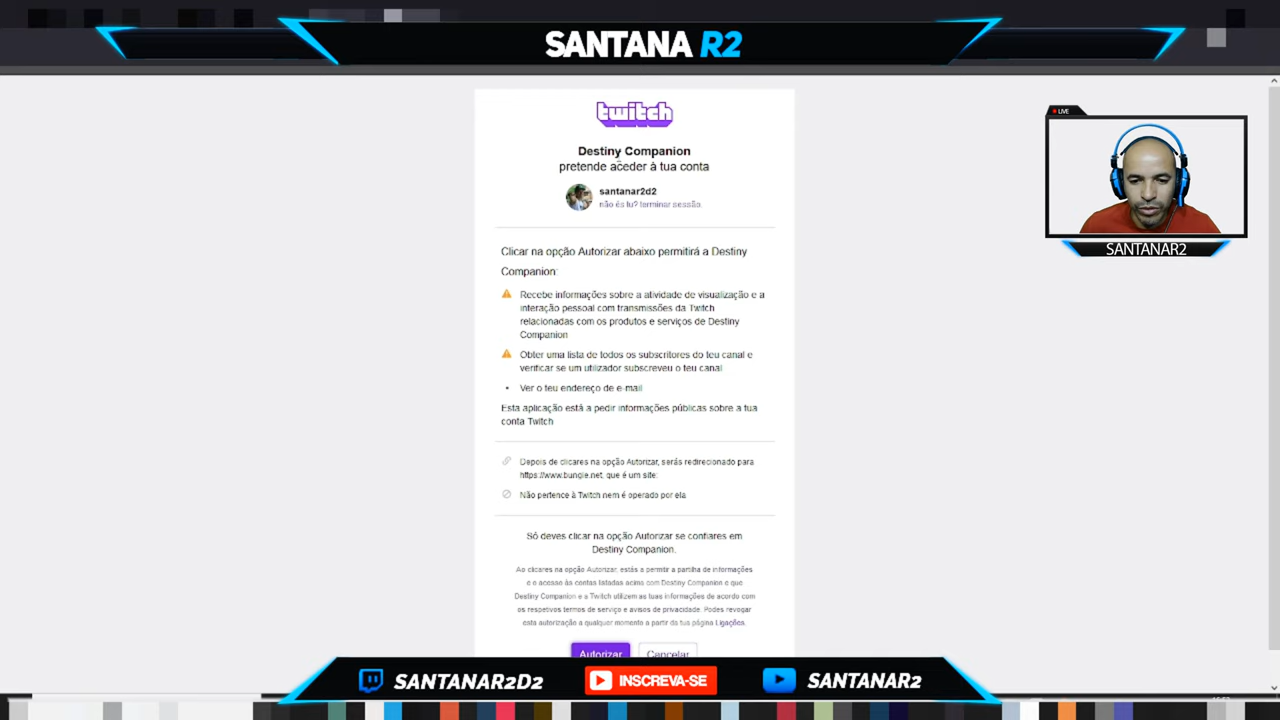 SANTANA R2
LIVE
twitch
Destiny Companion
pretende aceder à tua conta
santanar2d2
não és tu? terminar sessão.
SANTANAR2
Clicar na opção Autorizar abaixo permitirá a Destiny
Companion:
Recebe informações sobre a atividade de visualização e a
interação pessoal com transmissões da Twitch
relacionadas com os produtos e serviços de Destiny
Companion
Obter uma lista de todos os subscritores do teu canal e
verificar se um utilizador subscreveu o teu canal
• Ver o teu endereço de e-mail
Esta aplicação está a pedir informações públicas sobre a tua
conta Twitch
Depois de clicares na opção Autorizar, serás redirecionado para
https://www.bungie.net, que é um site:
Não pertence à Twitch nem é operado por ela
Só deves clicar na opção Autorizar se confiares em
Destiny Companion.
Ao clicares na opção Autorizar, estás a permitir a partilha de informações
e o acesso às contas listadas acima com Destiny Companion e que
Destiny Companion e a Twitch utilizem as tuas informações de acordo com
os respetivos termos de serviço e avisos de privacidade. Podes revogar
esta autorização a qualquer momento a partir da tua página Ligações.
Autorizar Cancelar
SANTANAR2D2 INSCREVA-SE SANTANAR2